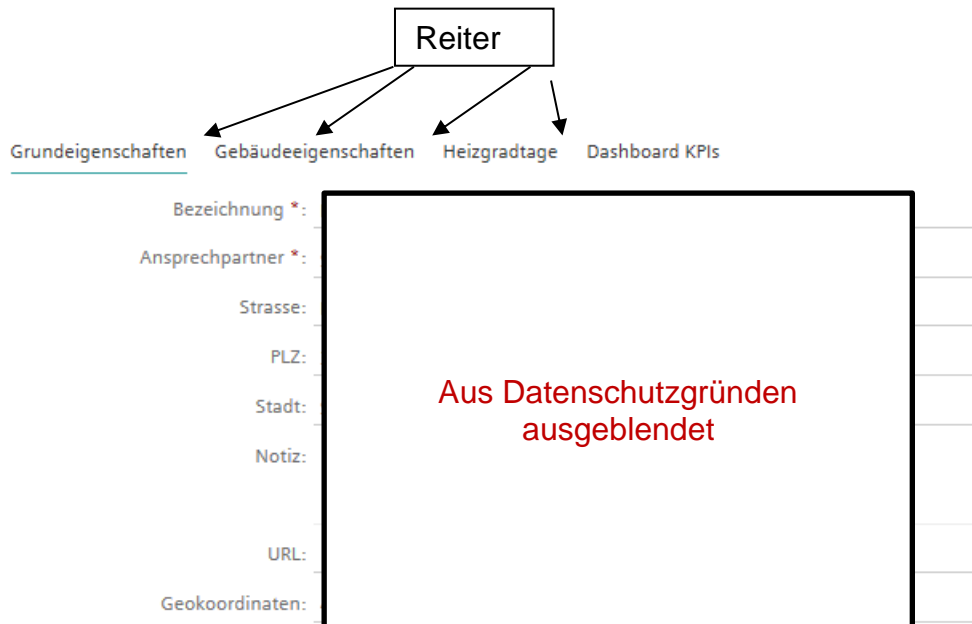 Reiter
Grundeigenschaften Gebäudeeigenschaften Heizgradtage Dashboard KPIs
Bezeichnung *:
Ansprechpartner *:
Strasse:
PLZ:
Stadt:
Notiz:
URL:
Geokoordinaten:
Aus Datenschutzgründen
ausgeblendet